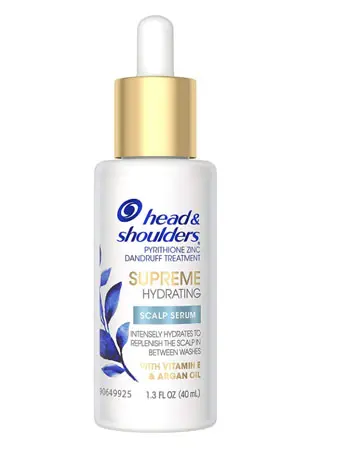 head &
shoulders®
PYRITHIONE ZINC
DANDRUFF TREATMENT
SUPREME
HYDRATING
SCALP SERUM
INTENSELY HYDRATES TO
REPLENISH THE SCALP IN
BETWEEN WASHES
WITH VITAMIN E
& ARGAN OIL
90649925
1.3 FL OZ (40 mL)